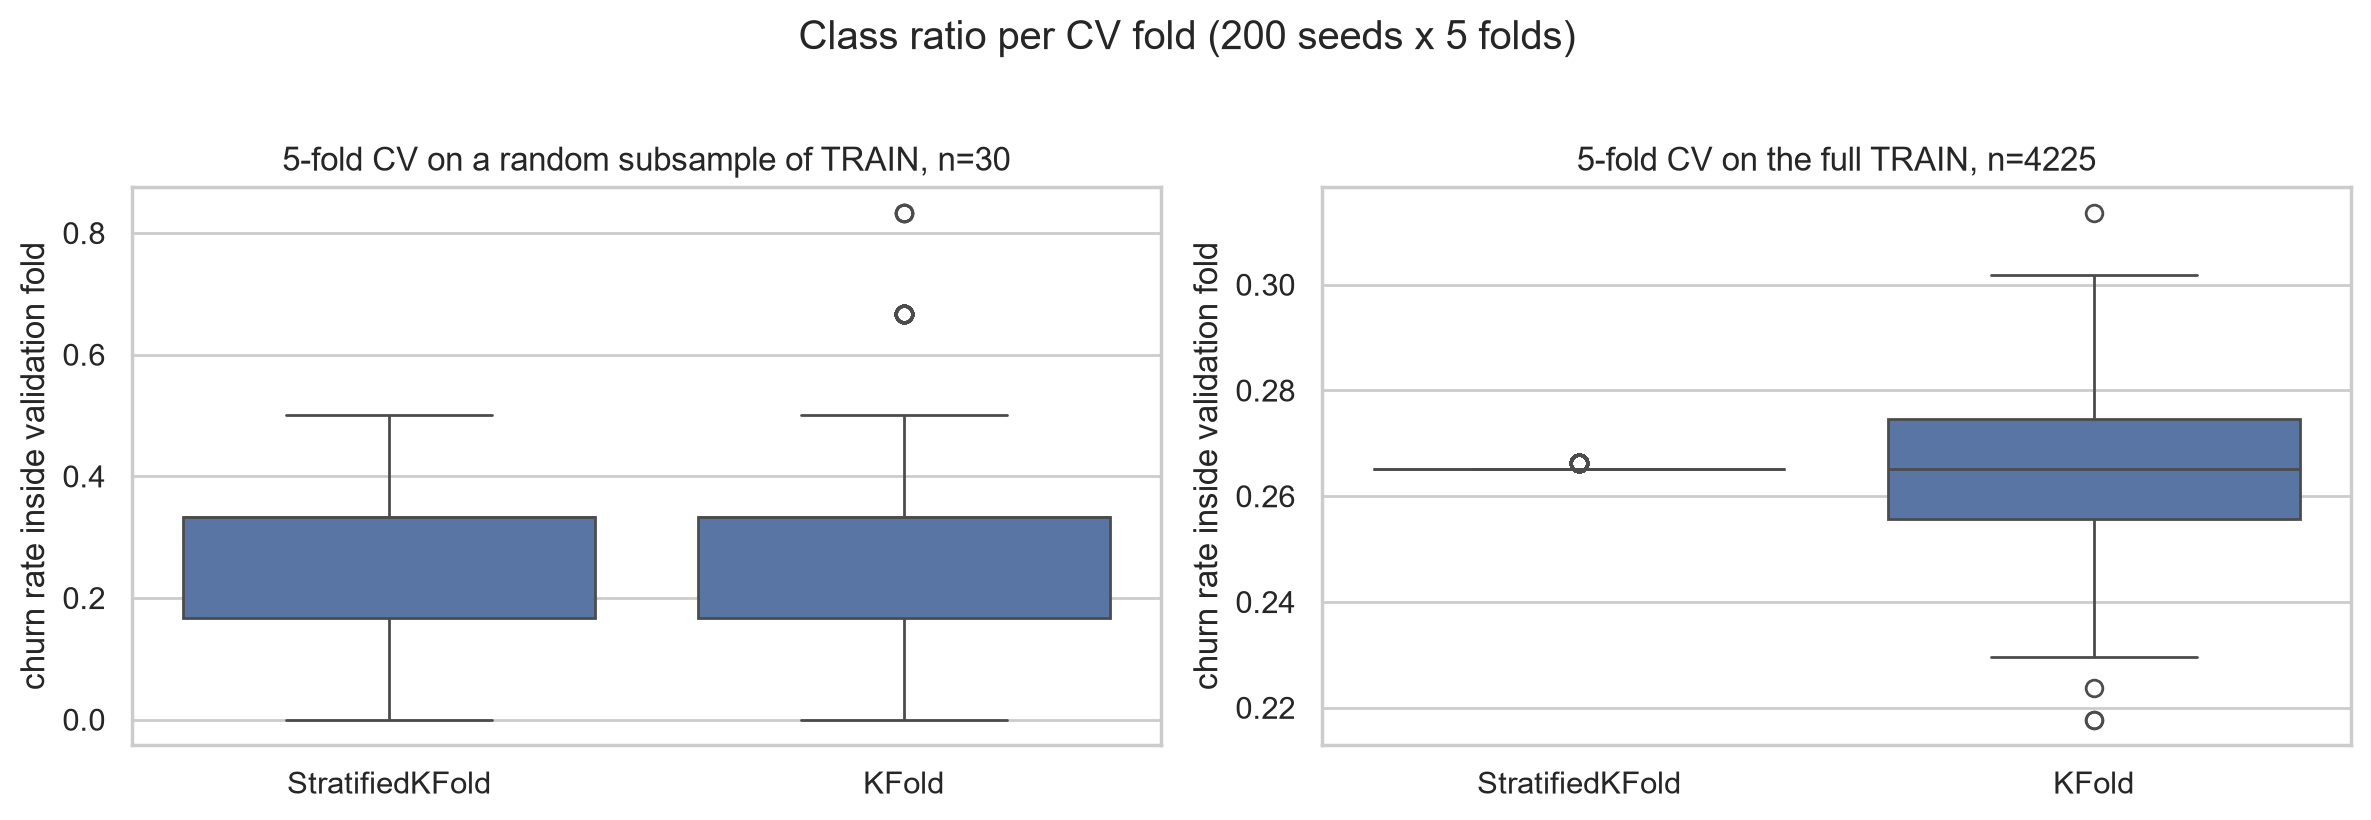 Class ratio per CV fold (200 seeds x 5 folds)
5-fold CV on a random subsample of TRAIN, n=30
churn rate inside validation fold
0.8
0.6
0.4
0.2
0.0
StratifiedKFold
KFold
5-fold CV on the full TRAIN, n=4225
churn rate inside validation fold
0.30
0.28
0.26
0.24
0.22
StratifiedKFold
KFold